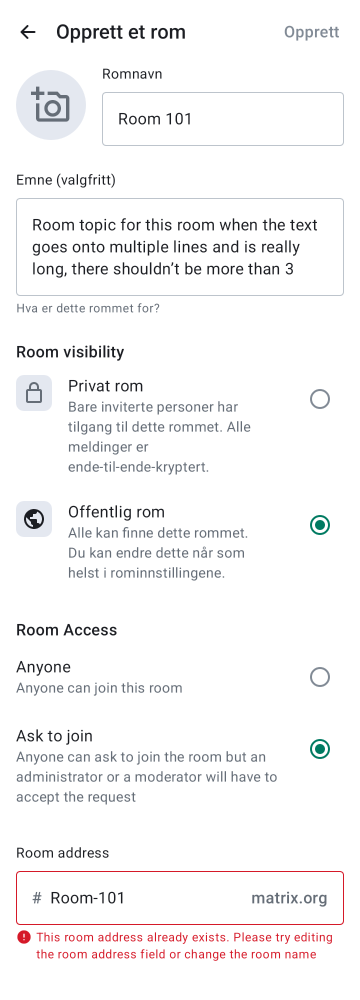 Opprett et rom
Opprett
Romnavn
Room 101
Emne (valgfritt)
Room topic for this room when the text
goes onto multiple lines and is really
long, there shouldn’t be more than 3
Hva er dette rommet for?
Room visibility
Privat rom
Bare inviterte personer har
tilgang til dette rommet. Alle
meldinger er
ende-til-ende-kryptert.
Offentlig rom
Alle kan finne dette rommet.
Du kan endre dette når som
helst i rominnstillingene.
Room Access
Anyone
Anyone can join this room
Ask to join
Anyone can ask to join the room but an
administrator or a moderator will have to
accept the request
Room address
# Room-101 matrix.org
This room address already exists. Please try editing
the room address field or change the room name